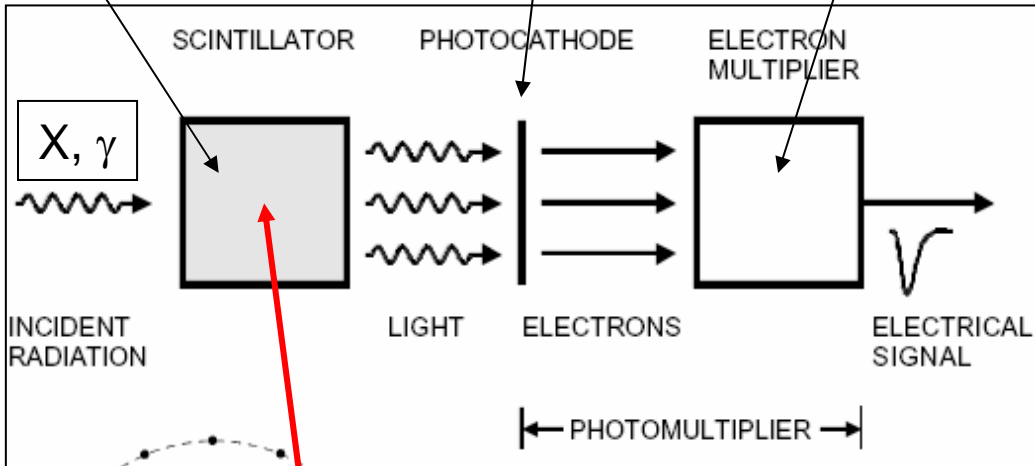 SCINTILLATOR
PHOTOCATHODE
ELECTRON
MULTIPLIER
X, γ
INCIDENT
RADIATION
LIGHT
ELECTRONS
ELECTRICAL
SIGNAL
PHOTOMULTIPLIER